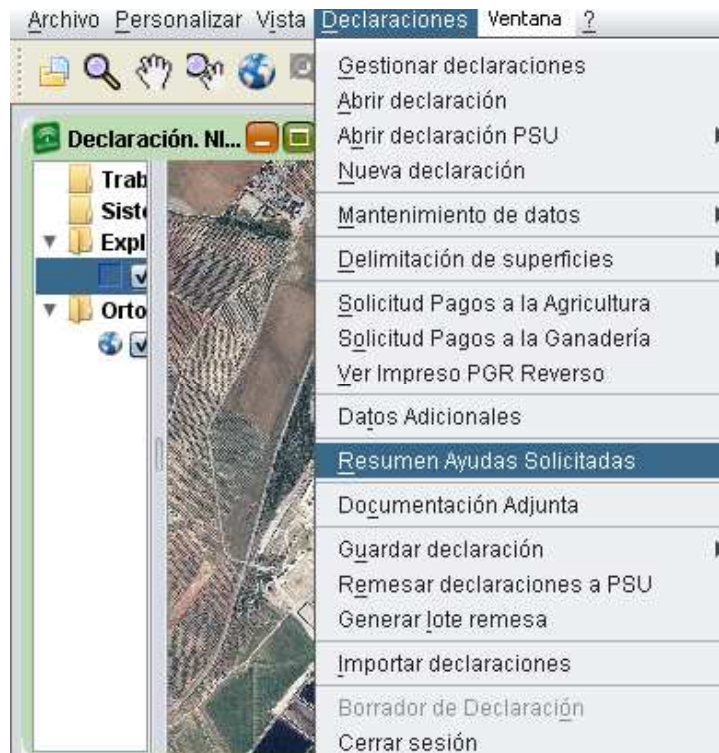 Archivo Personalizar Vista Declaraciones Ventana ?
Gestionar declaraciones
Abrir declaración
Abrir declaración PSU
Nueva declaración
Mantenimiento de datos
Delimitación de superficies
Solicitud Pagos a la Agricultura
Solicitud Pagos a la Ganadería
Ver Impreso PGR Reverso
Datos Adicionales
Resumen Ayudas Solicitadas
Documentación Adjunta
Guardar declaración
Remesar declaraciones a PSU
Generar lote remesa
Importar declaraciones
Borrador de Declaración
Cerrar sesión
Declaración. NI...
Trab
Siste
Expl
Orto